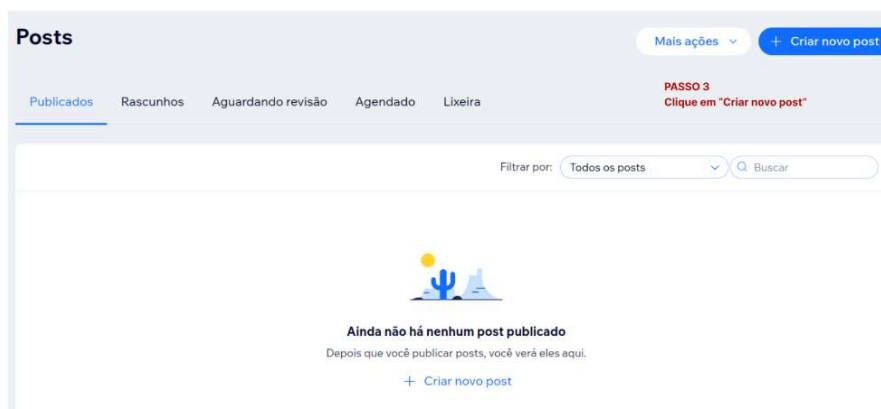 Posts
Mais ações
+ Criar novo post
PASSO 3
Clique em "Criar novo post"
Publicados Rascunhos Aguardando revisão Agendado Lixeira
Filtrar por: Todos os posts Buscar
Ainda não há nenhum post publicado
Depois que você publicar posts, você verá eles aqui.
+ Criar novo post